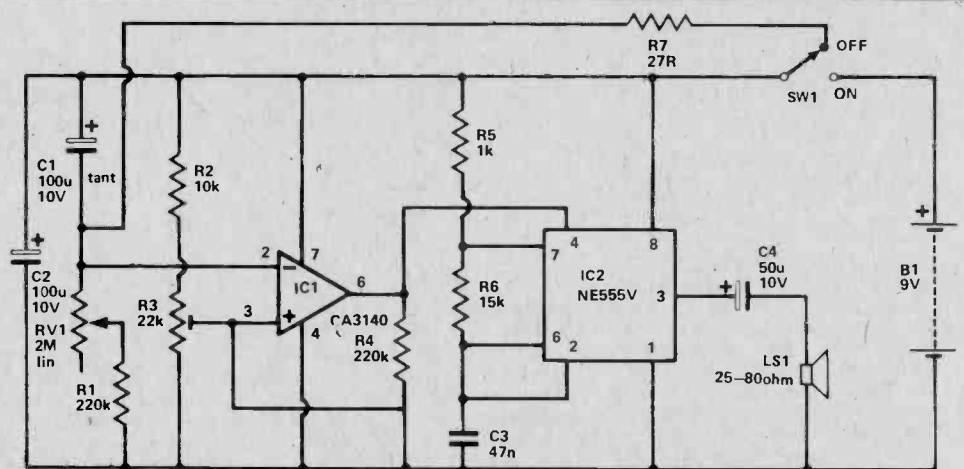 R7
27R
OFF
SW1
ON
+
C1
100u
10V
tant
R2
10k
R5
1k
+
C2
100u
10V
RV1
2M
lin
R1
220k
R3
22k
2
−
7
IC1
6
3
+
4
CA3140
R4
220k
R6
15k
C3
47n
4
8
7
IC2
NE555V
3
6
2
1
C4
50u
10V
+
LS1
25–80ohm
+
B1
9V